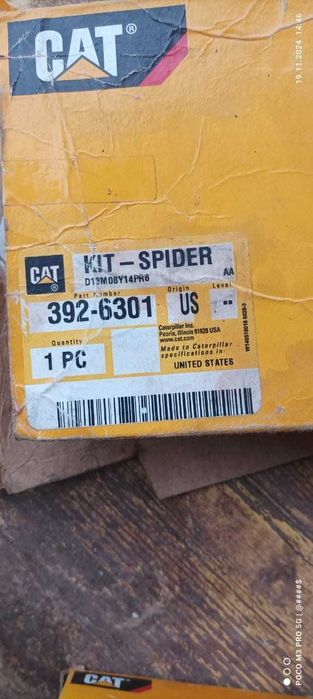 19.11.2024 14:46
CAT®
CAT®
KIT-SPIDER
D13M08Y14PR6
AA
Part Number
Origin
Level
392-6301
US
--
Quantity
1 PC
Caterpillar Inc.
Peoria, Illinois 61629 USA
www.cat.com
Made to Caterpillar
specifications in:
UNITED STATES
CAT®
POCO M3 PRO 5G | @####$